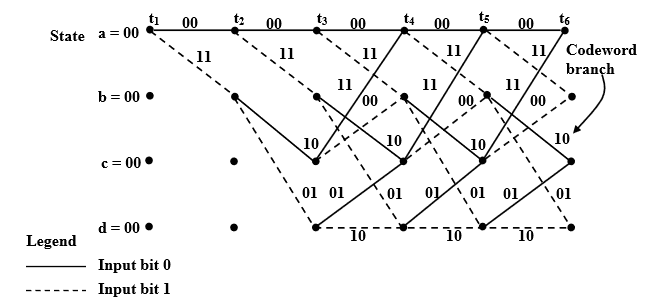 t1 00 t2 00 t3 00 t4 00 t5 00 t6
State a = 00
11 11 11 11 11
Codeword
branch
b = 00
11 00 11 00 11 00
10 10 10 10
c = 00
01 01 01 01 01 01 01
d = 00
10 10 10
Legend
Input bit 0
Input bit 1